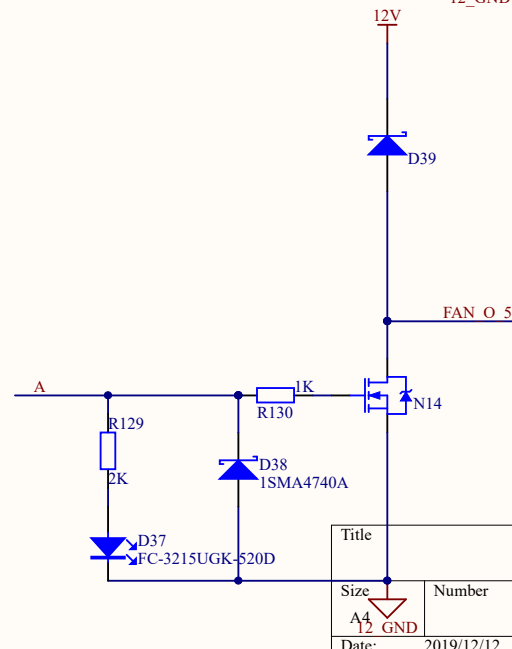 12_GND
12V
D39
FAN_O_5
A
1K
R130
N14
R129
2K
D38
1SMA4740A
D37
FC-3215UGK-520D
Title
Size
Number
A4
12_GND
Date:
2019/12/12